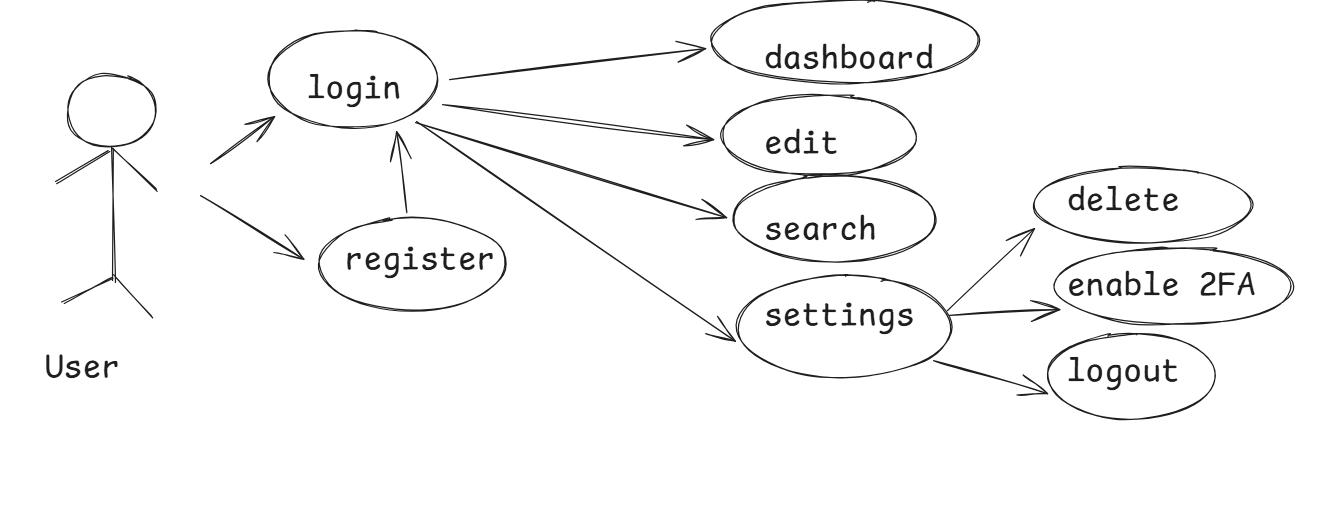 dashboard
login
edit
delete
search
register
enable 2FA
settings
User
logout